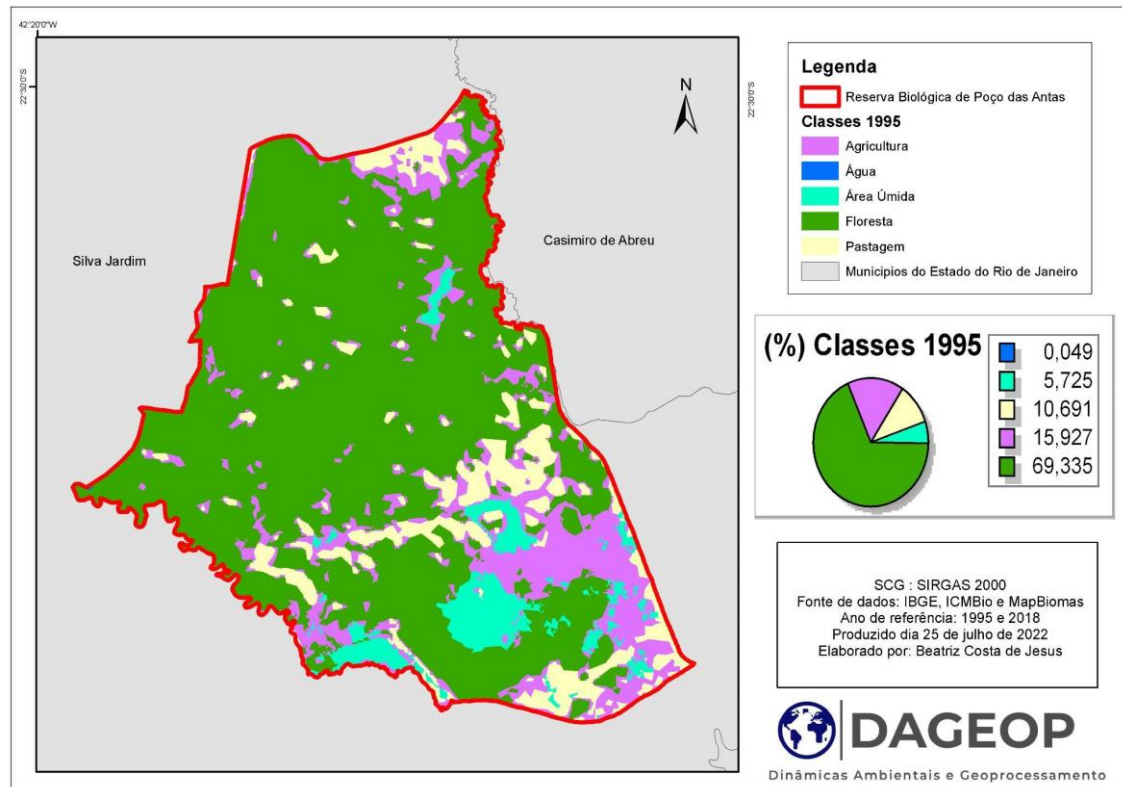 42°20'0"W
22°30'0"S
N
22°30'0"S
Silva Jardim
Casimiro de Abreu
Legenda
Reserva Biológica de Poço das Antas
Classes 1995
Agricultura
Água
Área Úmida
Floresta
Pastagem
Municipios do Estado do Rio de Janeiro
(%) Classes 1995
0,049
5,725
10,691
15,927
69,335
SCG : SIRGAS 2000
Fonte de dados: IBGE, ICMBio e MapBiomas
Ano de referência: 1995 e 2018
Produzido dia 25 de julho de 2022
Elaborado por: Beatriz Costa de Jesus
DAGEOP
Dinâmicas Ambientais e Geoprocessamento